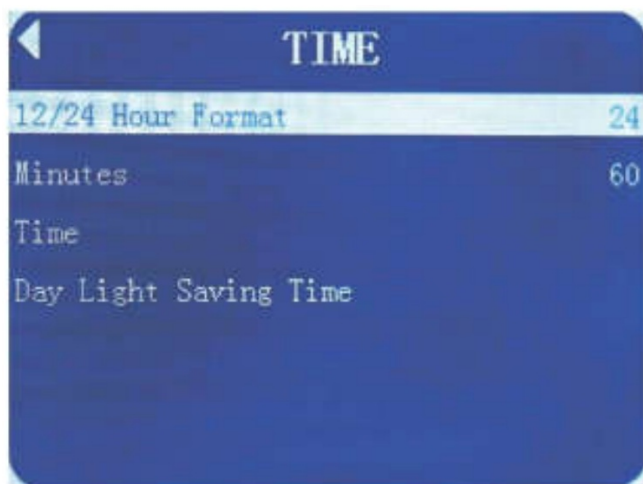 TIME
12/24 Hour Format 24
Minutes 60
Time
Day Light Saving Time